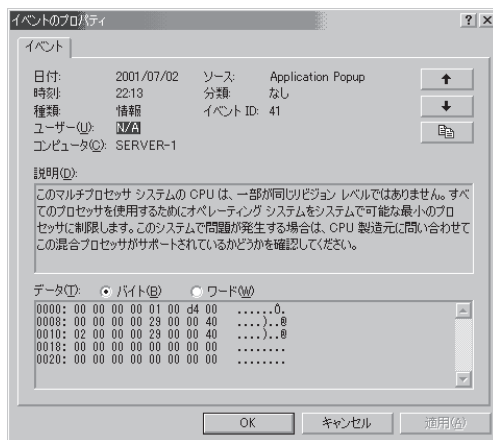 イベントのプロパティ
? ×
イベント
日付: 2001/07/02 ソース: Application Popup
時刻: 22:13 分類: なし
種類: 情報 イベント ID: 41
ユーザー(U): N/A
コンピュータ(C): SERVER-1
説明(D):
このマルチプロセッサ システムの CPU は、一部が同じリビジョン レベルではありません。すべ
てのプロセッサを使用するためにオペレーティング システムをシステムで可能な最小のプロ
セッサに制限します。このシステムで問題が発生する場合は、CPU 製造元に問い合わせて
この混合プロセッサがサポートされているかどうかを確認してください。
データ(T): バイト(B) ワード(W)
0000: 00 00 00 00 01 00 d4 00 ......Ô.
0008: 00 00 00 00 29 00 00 40 ....)..@
0010: 02 00 00 00 29 00 00 40 ....)..@
0018: 00 00 00 00 00 00 00 00 ........
0020: 00 00 00 00 00 00 00 00 ........
OK キャンセル 適用(A)